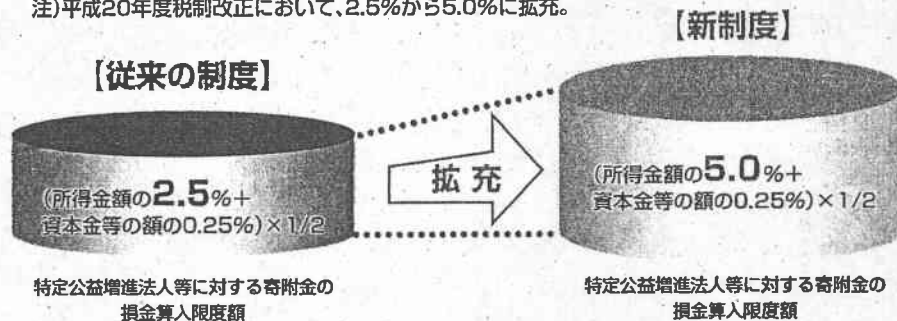 注)平成20年度税制改正において、2.5%から5.0%に拡充。
【従来の制度】
(所得金額の2.5%+
資本金等の額の0.25%)×1/2
特定公益増進法人等に対する寄附金の
損金算入限度額
拡充
【新制度】
(所得金額の5.0%+
資本金等の額の0.25%)×1/2
特定公益増進法人等に対する寄附金の
損金算入限度額